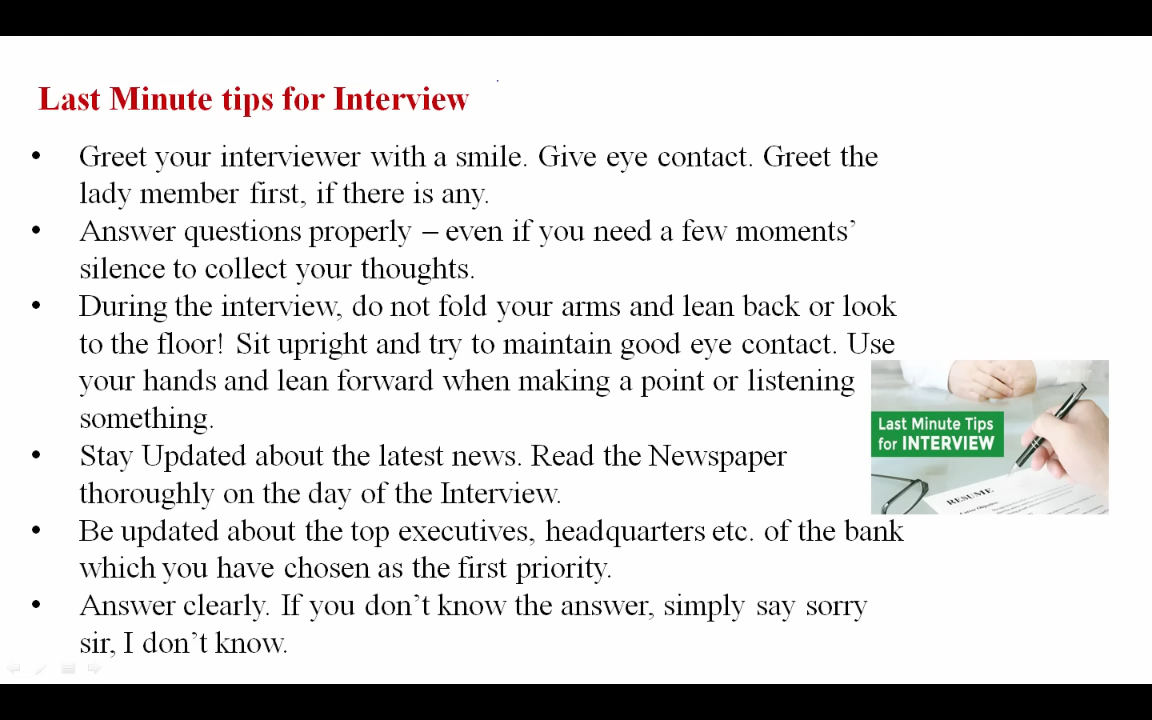 Last Minute tips for Interview
• Greet your interviewer with a smile. Give eye contact. Greet the
lady member first, if there is any.
• Answer questions properly – even if you need a few moments’
silence to collect your thoughts.
• During the interview, do not fold your arms and lean back or look
to the floor! Sit upright and try to maintain good eye contact. Use
your hands and lean forward when making a point or listening
something.
• Stay Updated about the latest news. Read the Newspaper
thoroughly on the day of the Interview.
• Be updated about the top executives, headquarters etc. of the bank
which you have chosen as the first priority.
• Answer clearly. If you don’t know the answer, simply say sorry
sir, I don’t know.
Last Minute Tips
for INTERVIEW
RESUME